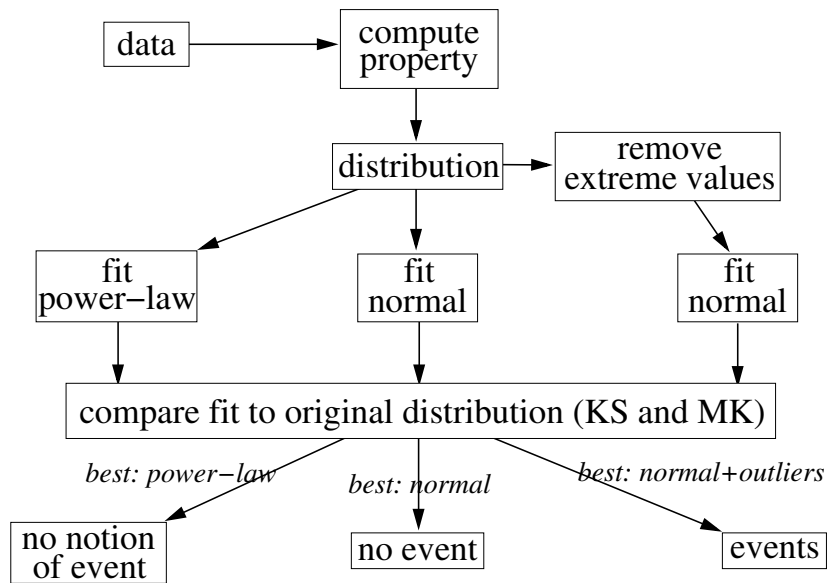 data
compute
property
distribution
remove
extreme values
fit
power−law
fit
normal
fit
normal
compare fit to original distribution (KS and MK)
best: power−law
best: normal
best: normal+outliers
no notion
of event
no event
events